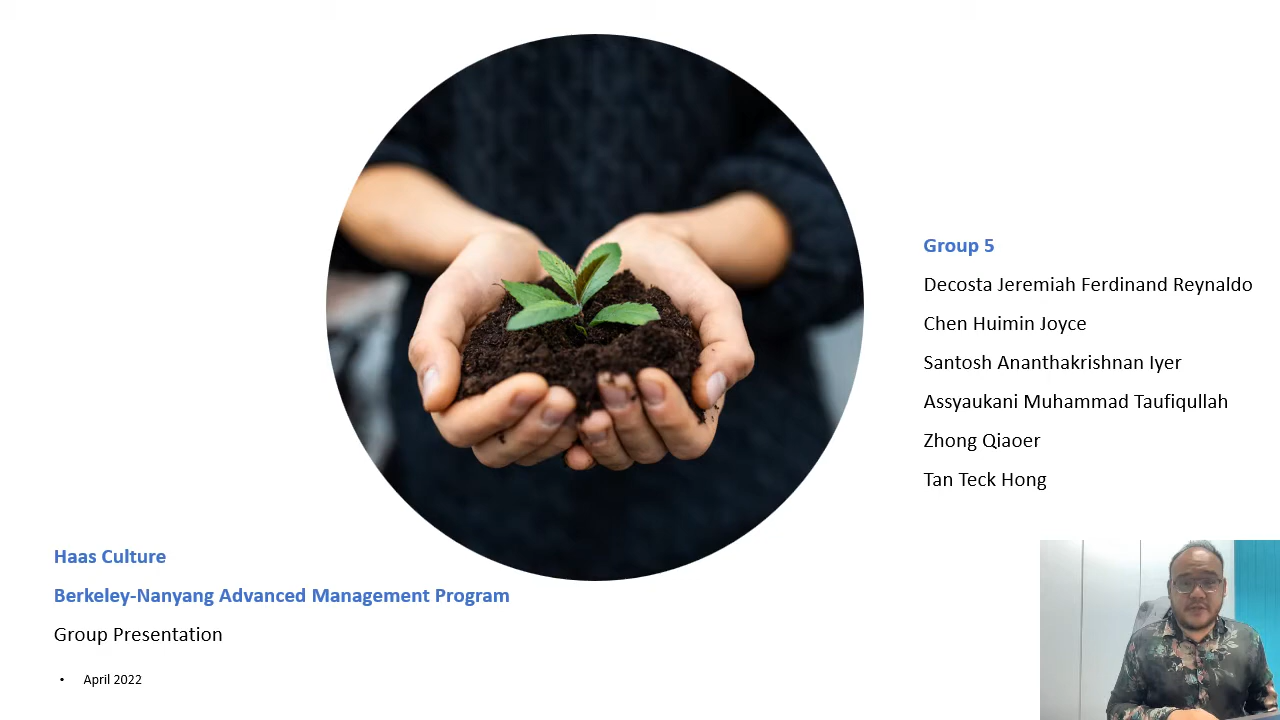 Group 5
Decosta Jeremiah Ferdinand Reynaldo
Chen Huimin Joyce
Santosh Ananthakrishnan Iyer
Assyaukani Muhammad Taufiqullah
Zhong Qiaoer
Tan Teck Hong
Haas Culture
Berkeley-Nanyang Advanced Management Program
Group Presentation
• April 2022